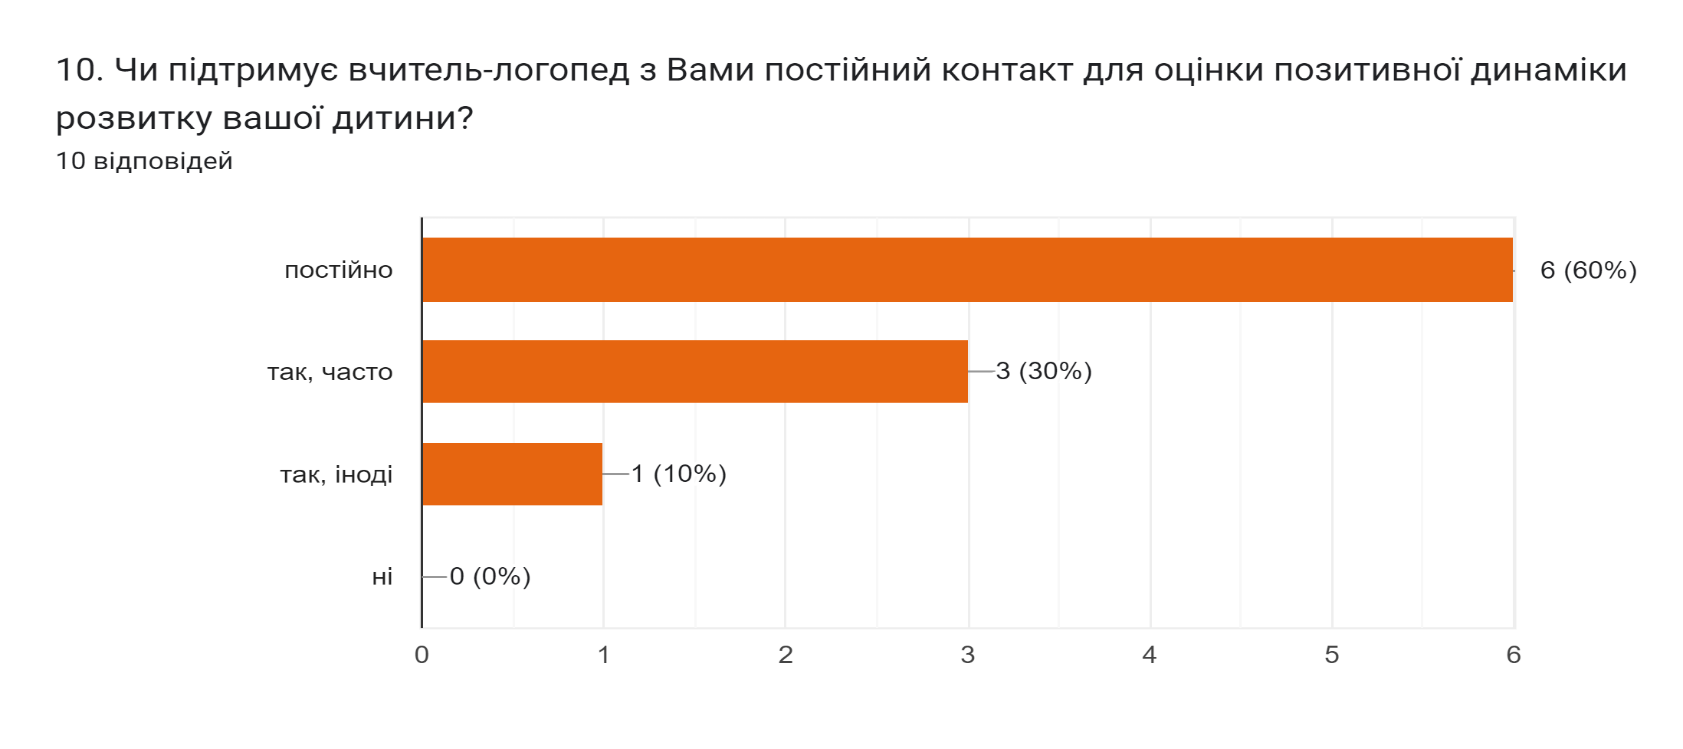 10. Чи підтримує вчитель-логопед з Вами постійний контакт для оцінки позитивної динаміки
розвитку вашої дитини?
10 відповідей
постійно
6 (60%)
так, часто
3 (30%)
так, іноді
1 (10%)
ні
0 (0%)
0 1 2 3 4 5 6